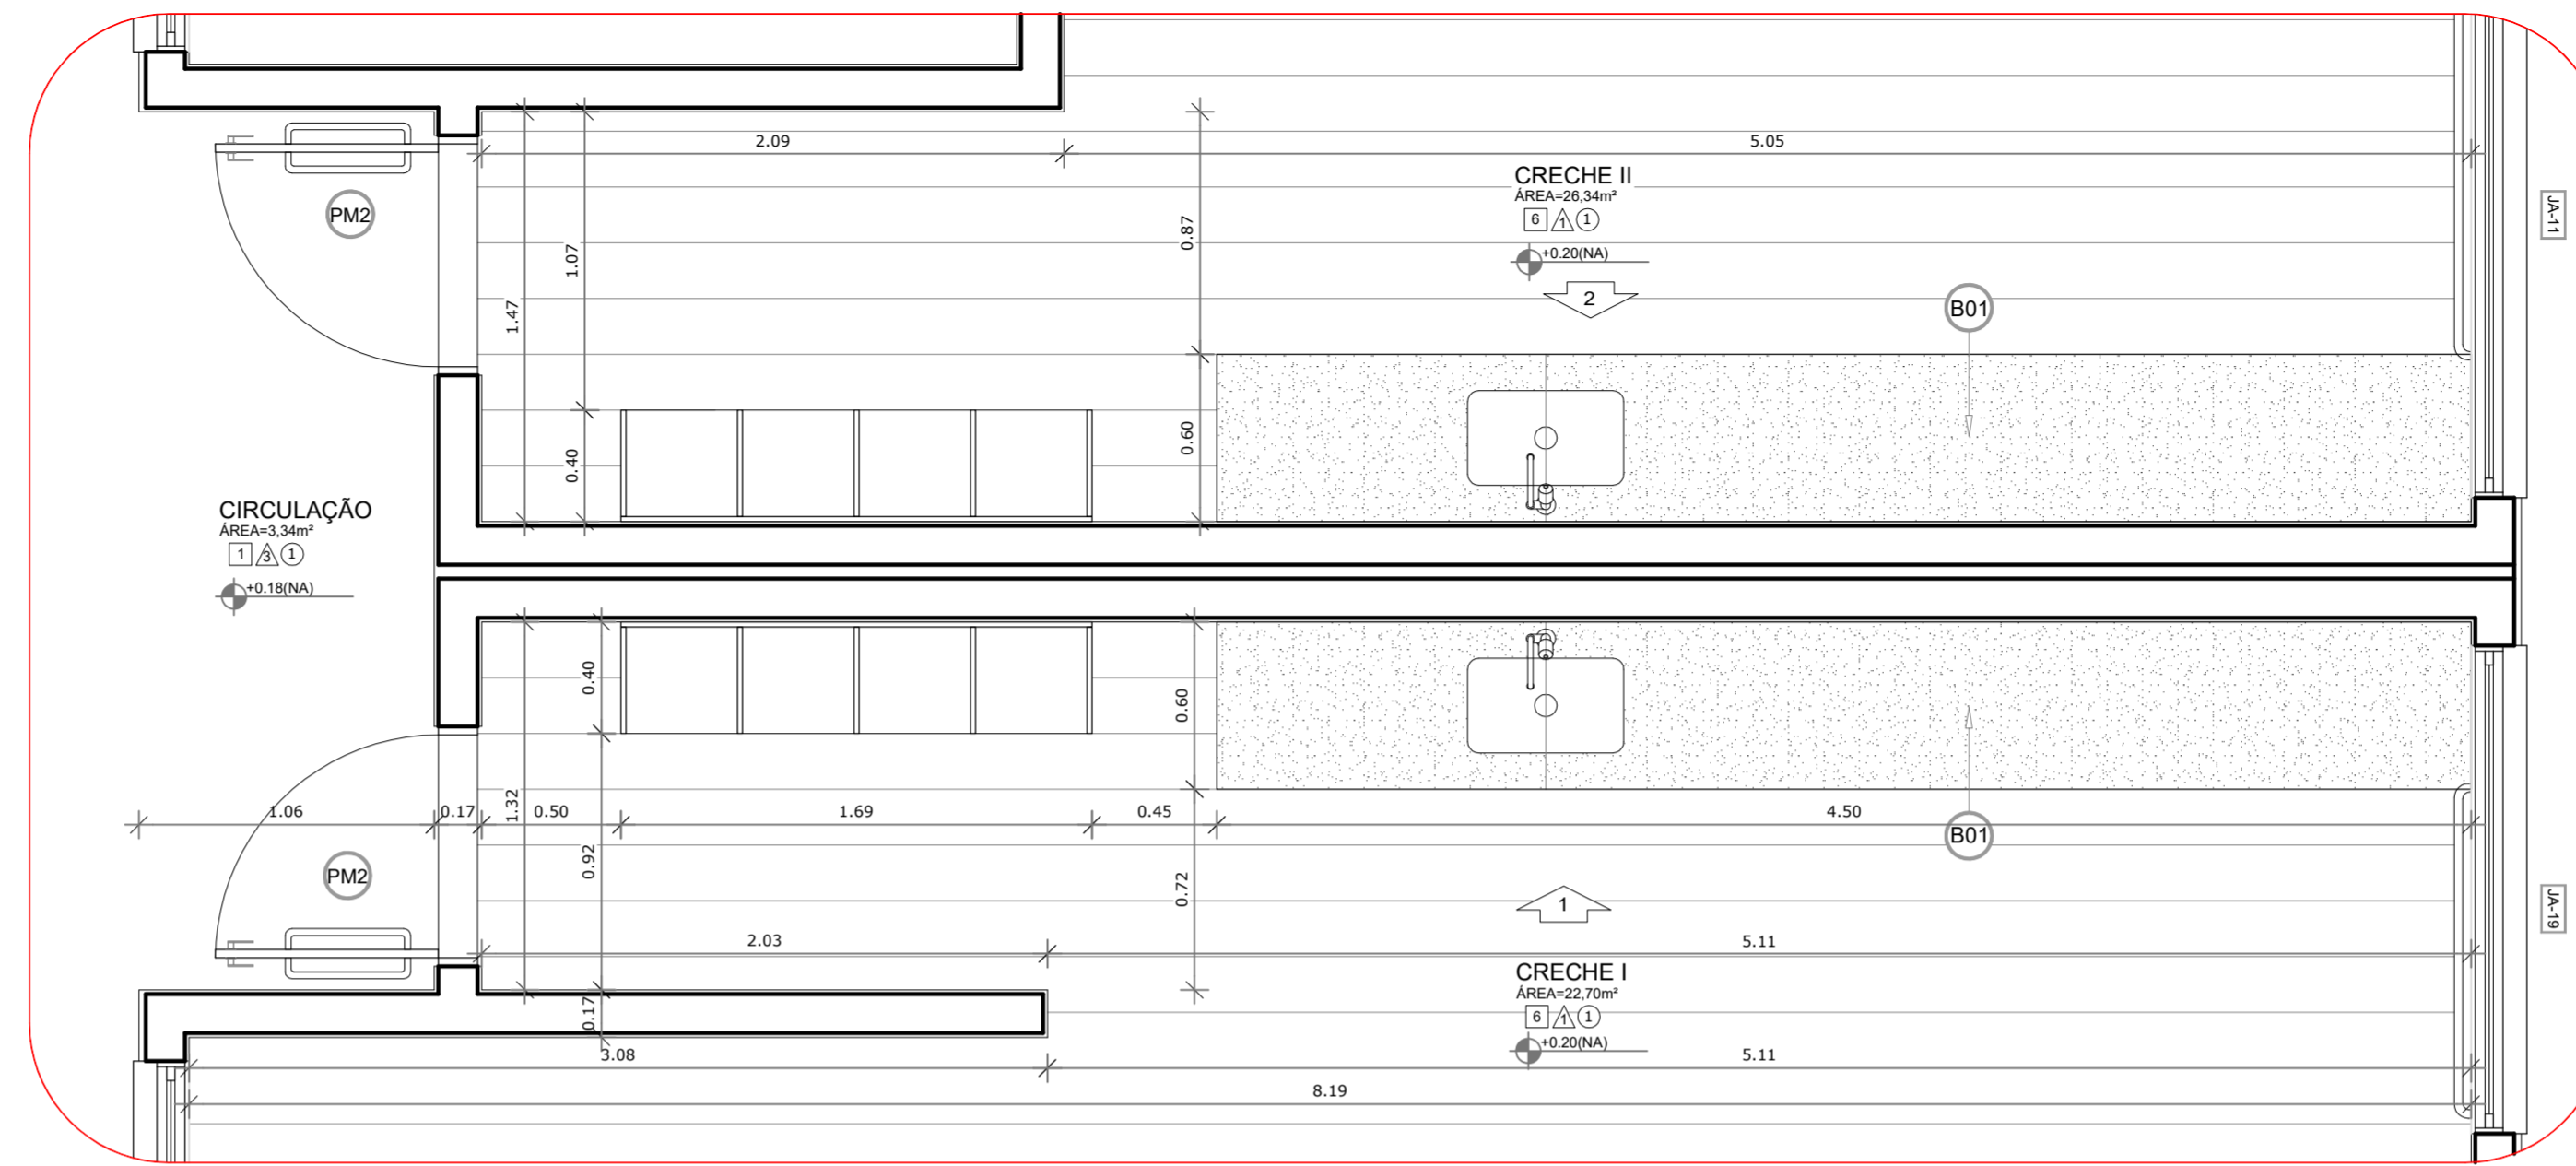 2.09
5.05
CRECHE II
ÁREA=26,34m²
6 1 1
+0.20(NA)
2
JA-11
PM2
0.87
1.07
1.47
B01
0.60
0.40
CIRCULAÇÃO
ÁREA=3,34m²
1 3 1
+0.18(NA)
0.40
0.60
1.06
0.17
1.32
0.50
1.69
0.45
4.50
B01
0.92
PM2
0.72
1
JA-19
2.03
5.11
CRECHE I
ÁREA=22,70m²
6 1 1
+0.20(NA)
0.17
3.08
5.11
8.19